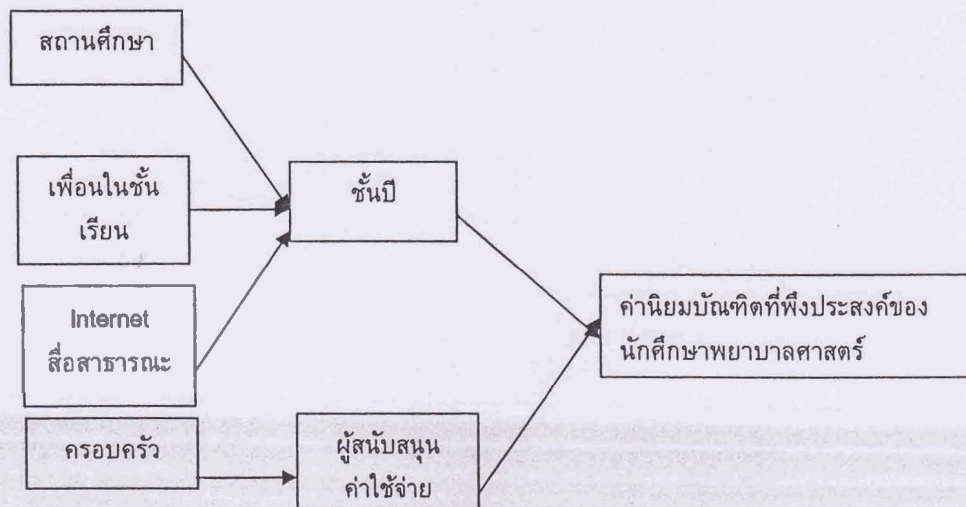 สถานศึกษา
เพื่อนในชั้น
เรียน
ชั้นปี
Internet
สื่อสาธารณะ
ค่านิยมบัณฑิตที่พึงประสงค์ของ
นักศึกษาพยาบาลศาสตร์
ครอบครัว
ผู้สนับสนุน
ค่าใช้จ่าย